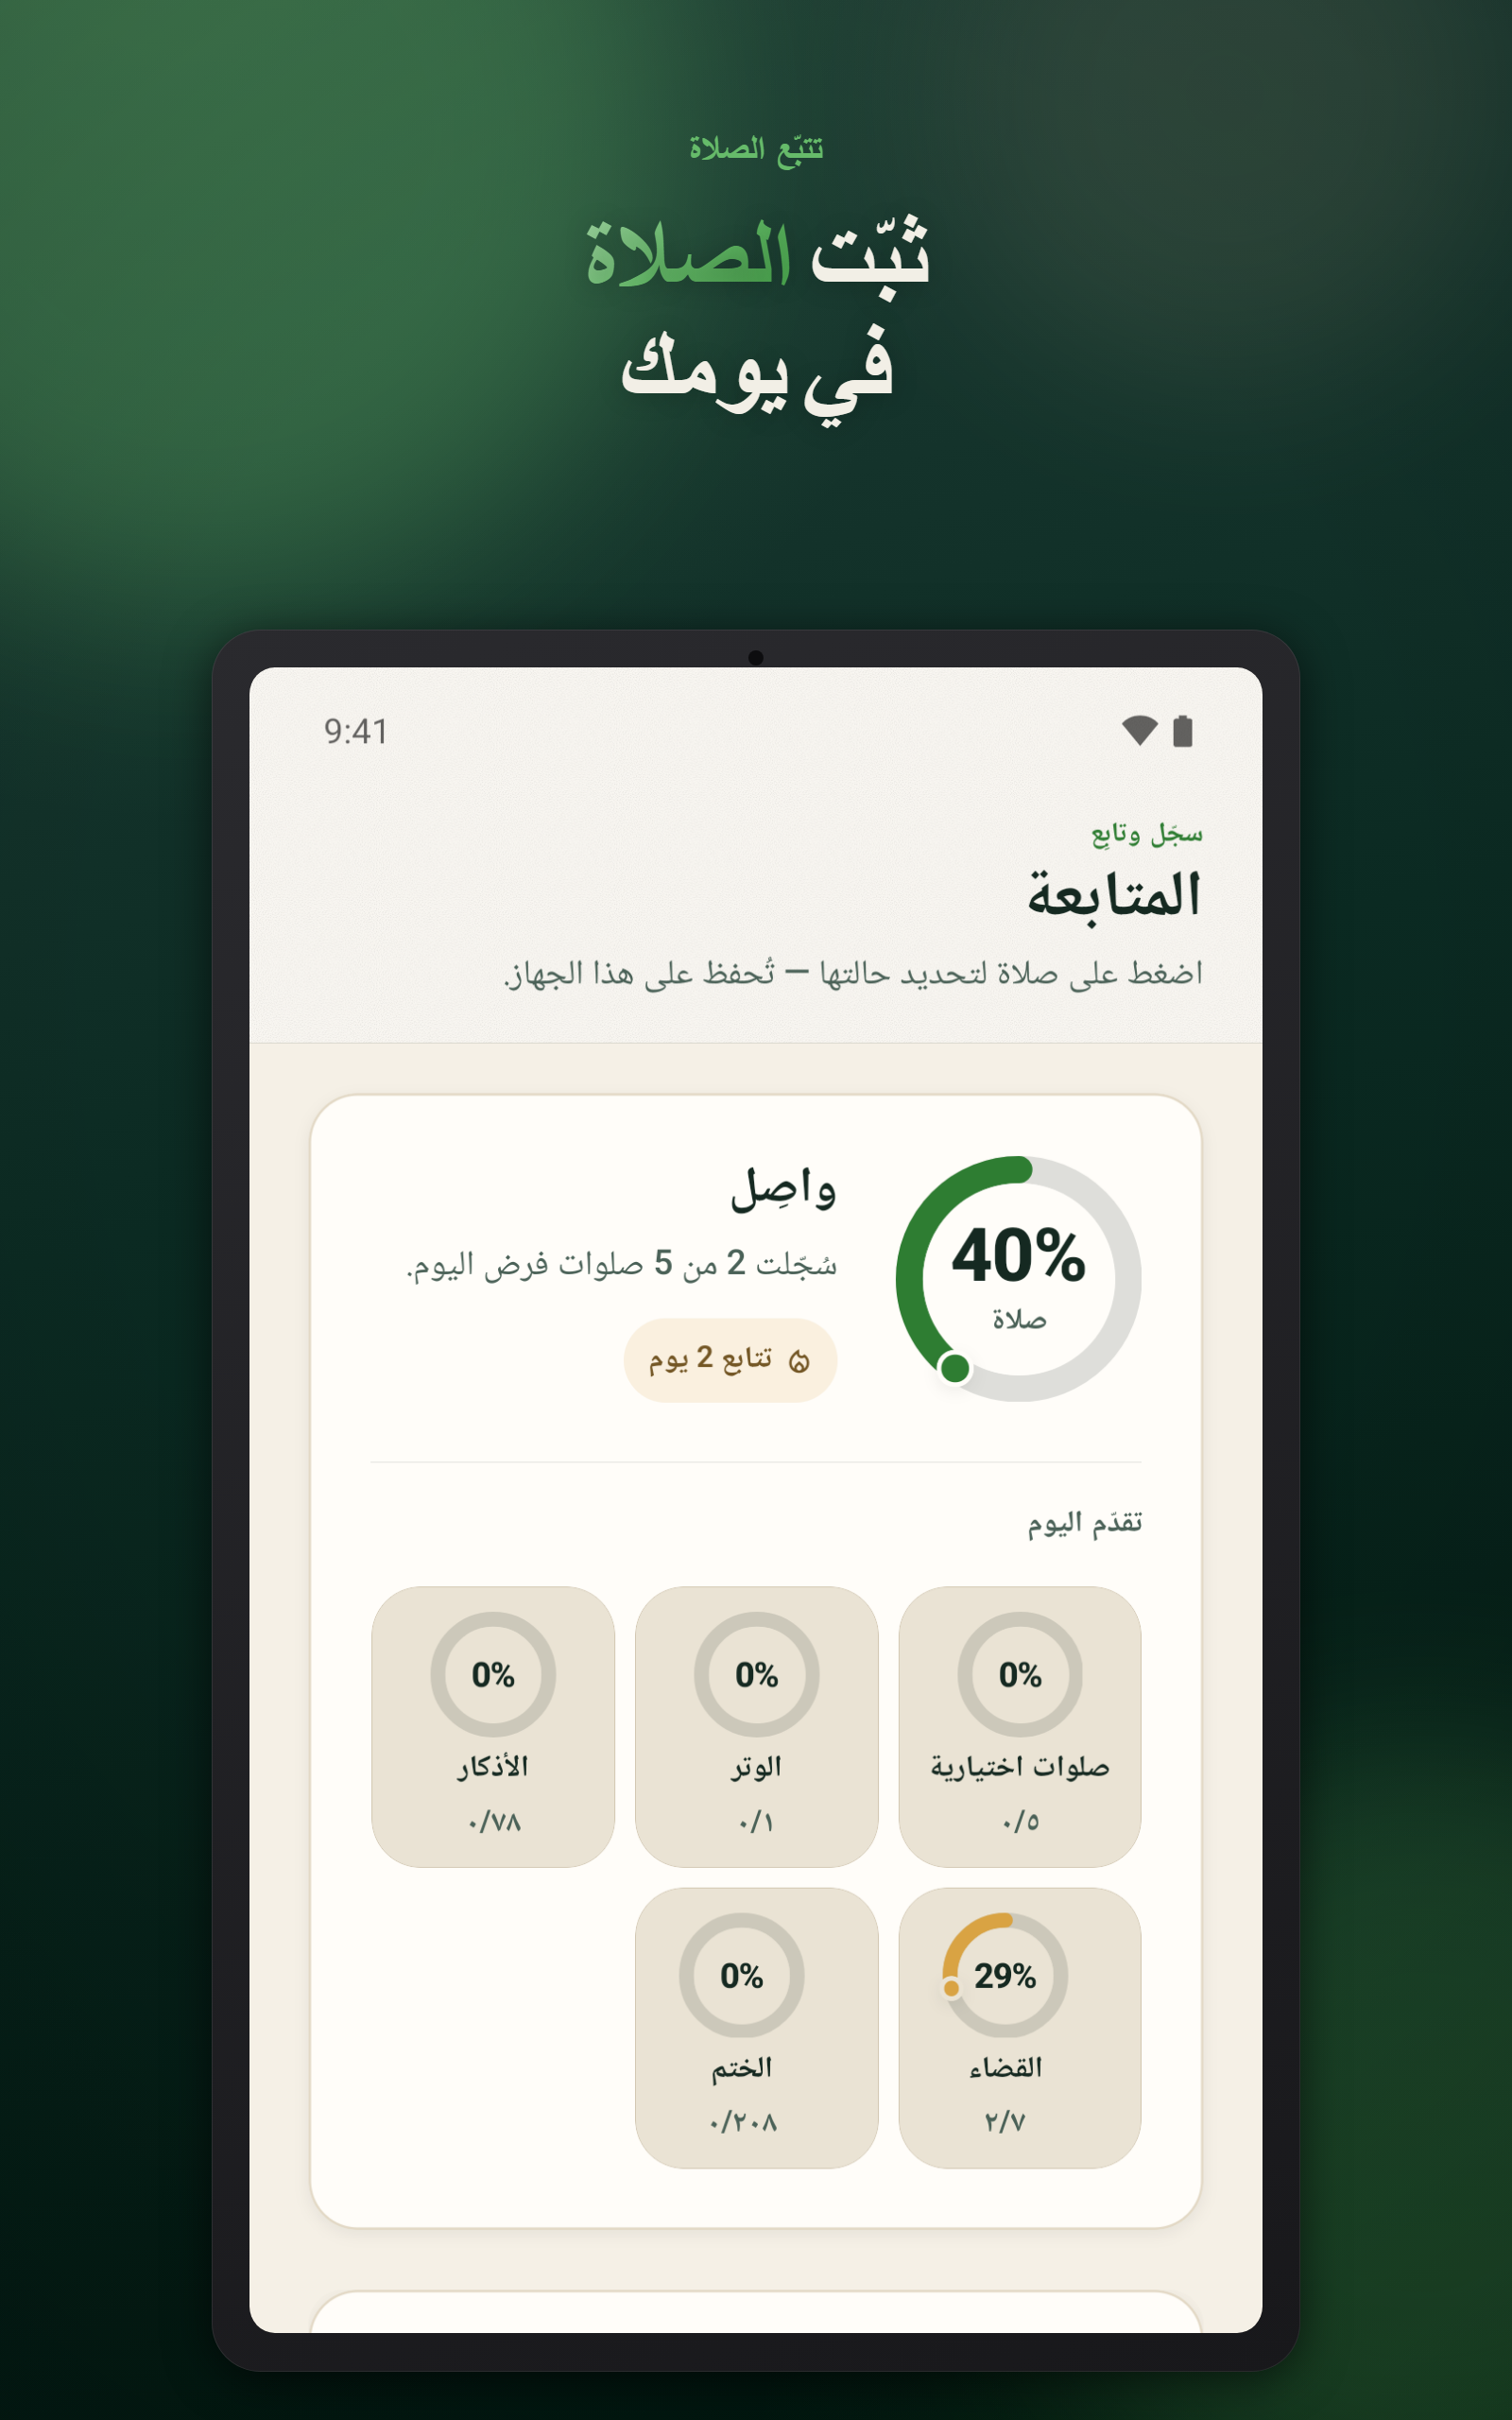 تتبّع الصلاة
ثبّت الصلاة
في يومك
9:41
سجّل وتابِع
المتابعة
اضغط على صلاة لتحديد حالتها — تُحفظ على هذا الجهاز.
40%
صلاة
واصِل
سُجّلت 2 من 5 صلوات فرض اليوم.
تتابع 2 يوم
تقدّم اليوم
0%
صلوات اختيارية
٠/٥
0%
الوتر
٠/١
0%
الأذكار
٠/٧٨
29%
القضاء
٢/٧
0%
الختم
٠/٢٠٨